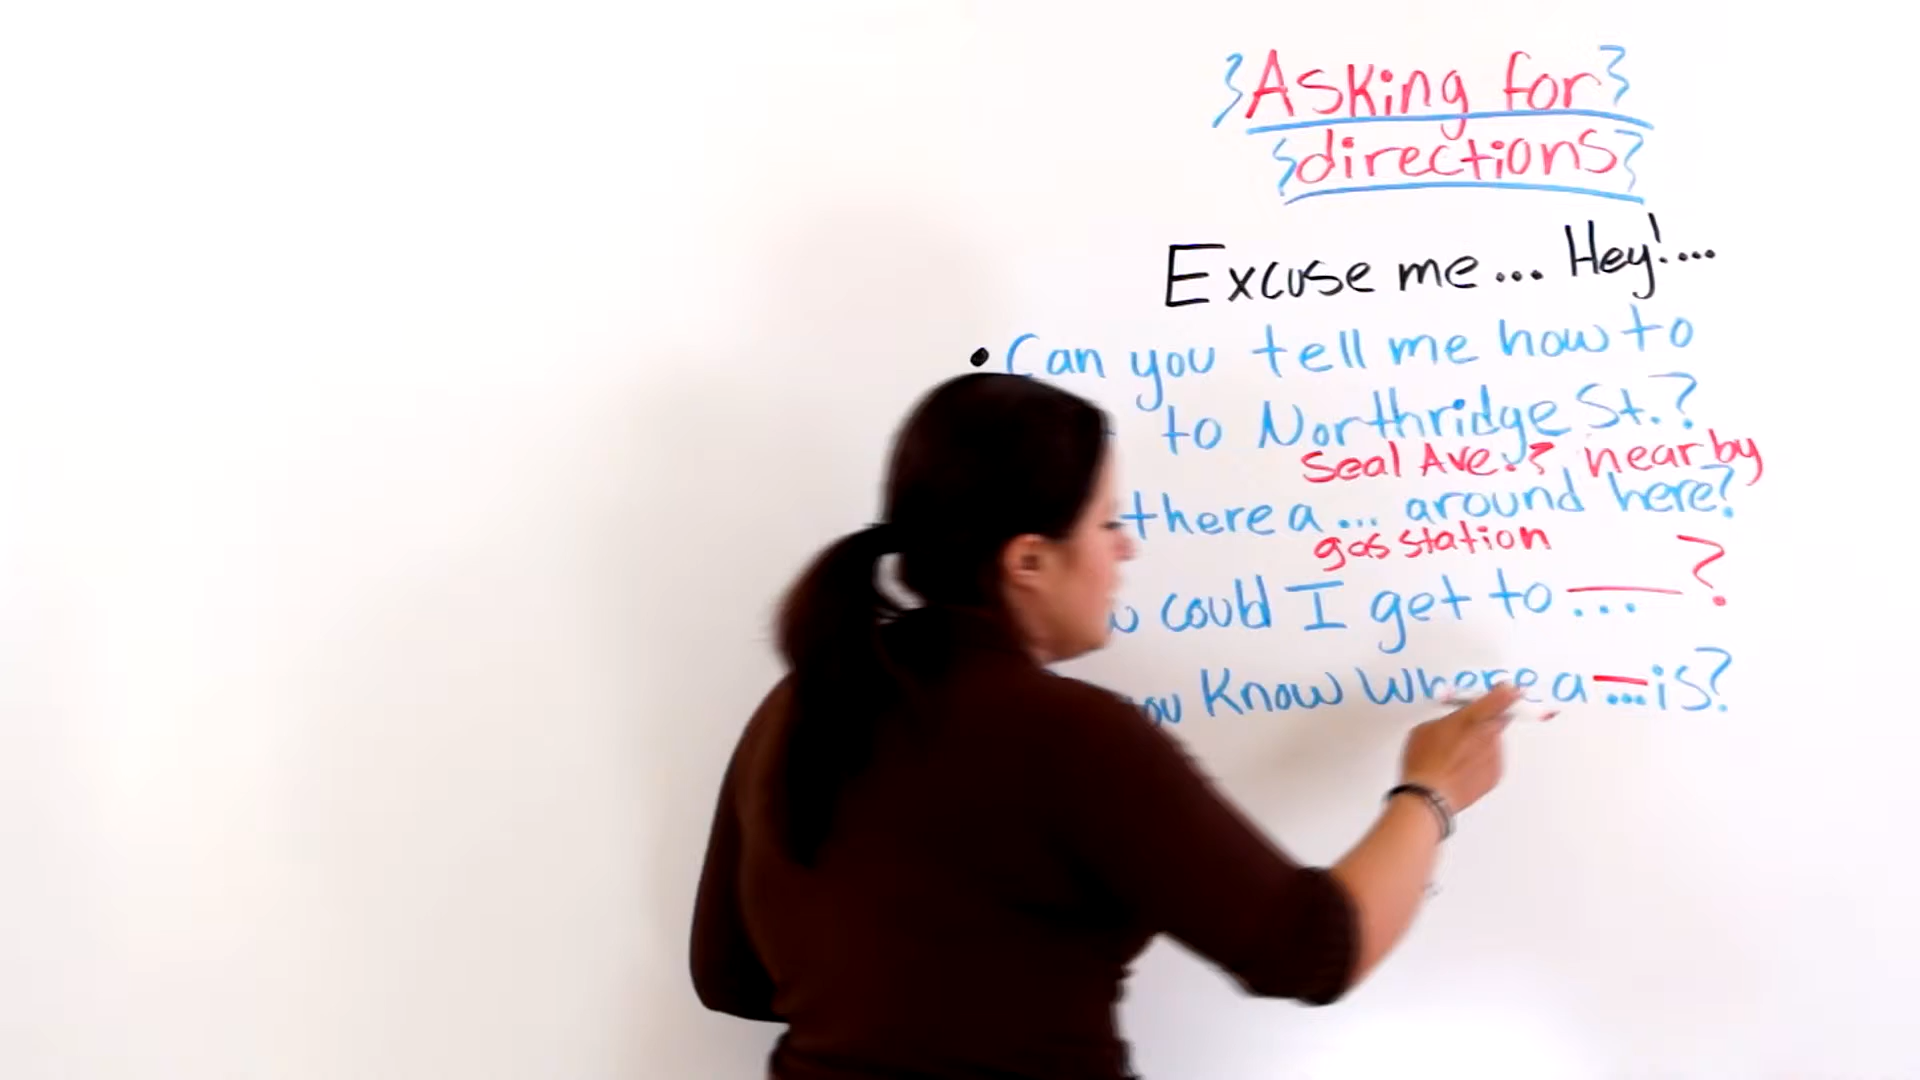 Asking for
directions
Excuse me... Hey!....
• Can you tell me how to
to Northridge St.?
Seal Ave.? nearby
there a... around here?
gas station
could I get to ...?
you know where a ... is?